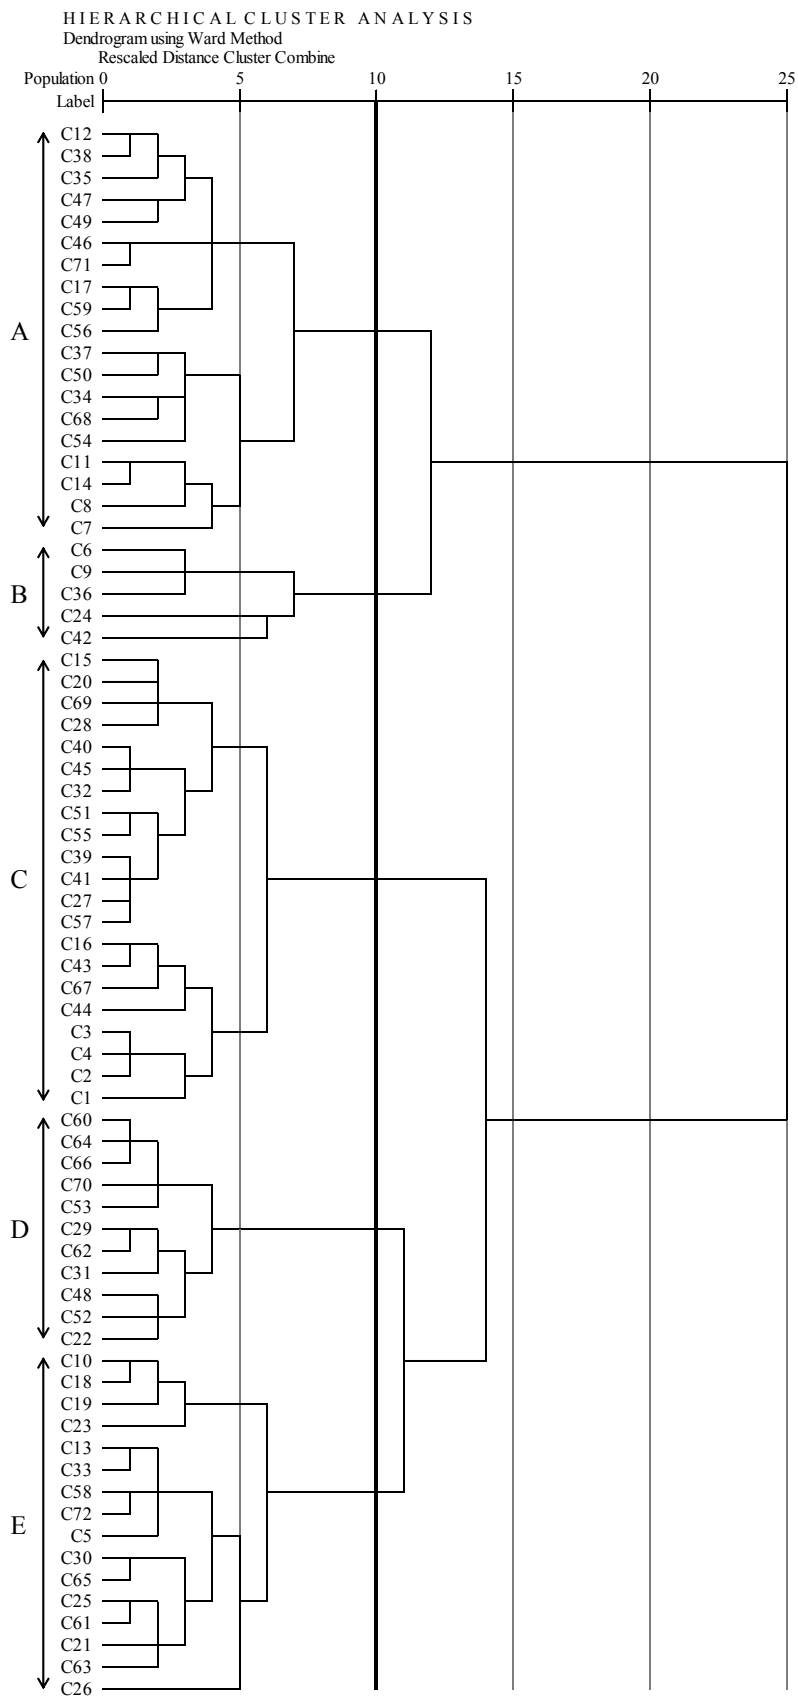 HIERARCHICAL CLUSTER ANALYSIS
Dendrogram using Ward Method
Rescaled Distance Cluster Combine
Population 0 5 10 15 20 25
Label
C12
C38
C35
C47
C49
C46
C71
C17
C59
C56
A
C37
C50
C34
C68
C54
C11
C14
C8
C7
C6
C9
B
C36
C24
C42
C15
C20
C69
C28
C40
C45
C32
C51
C55
C39
C
C41
C27
C57
C16
C43
C67
C44
C3
C4
C2
C1
C60
C64
C66
C70
C53
D
C29
C62
C31
C48
C52
C22
C10
C18
C19
C23
C13
C33
C58
C72
E
C5
C30
C65
C25
C61
C21
C63
C26